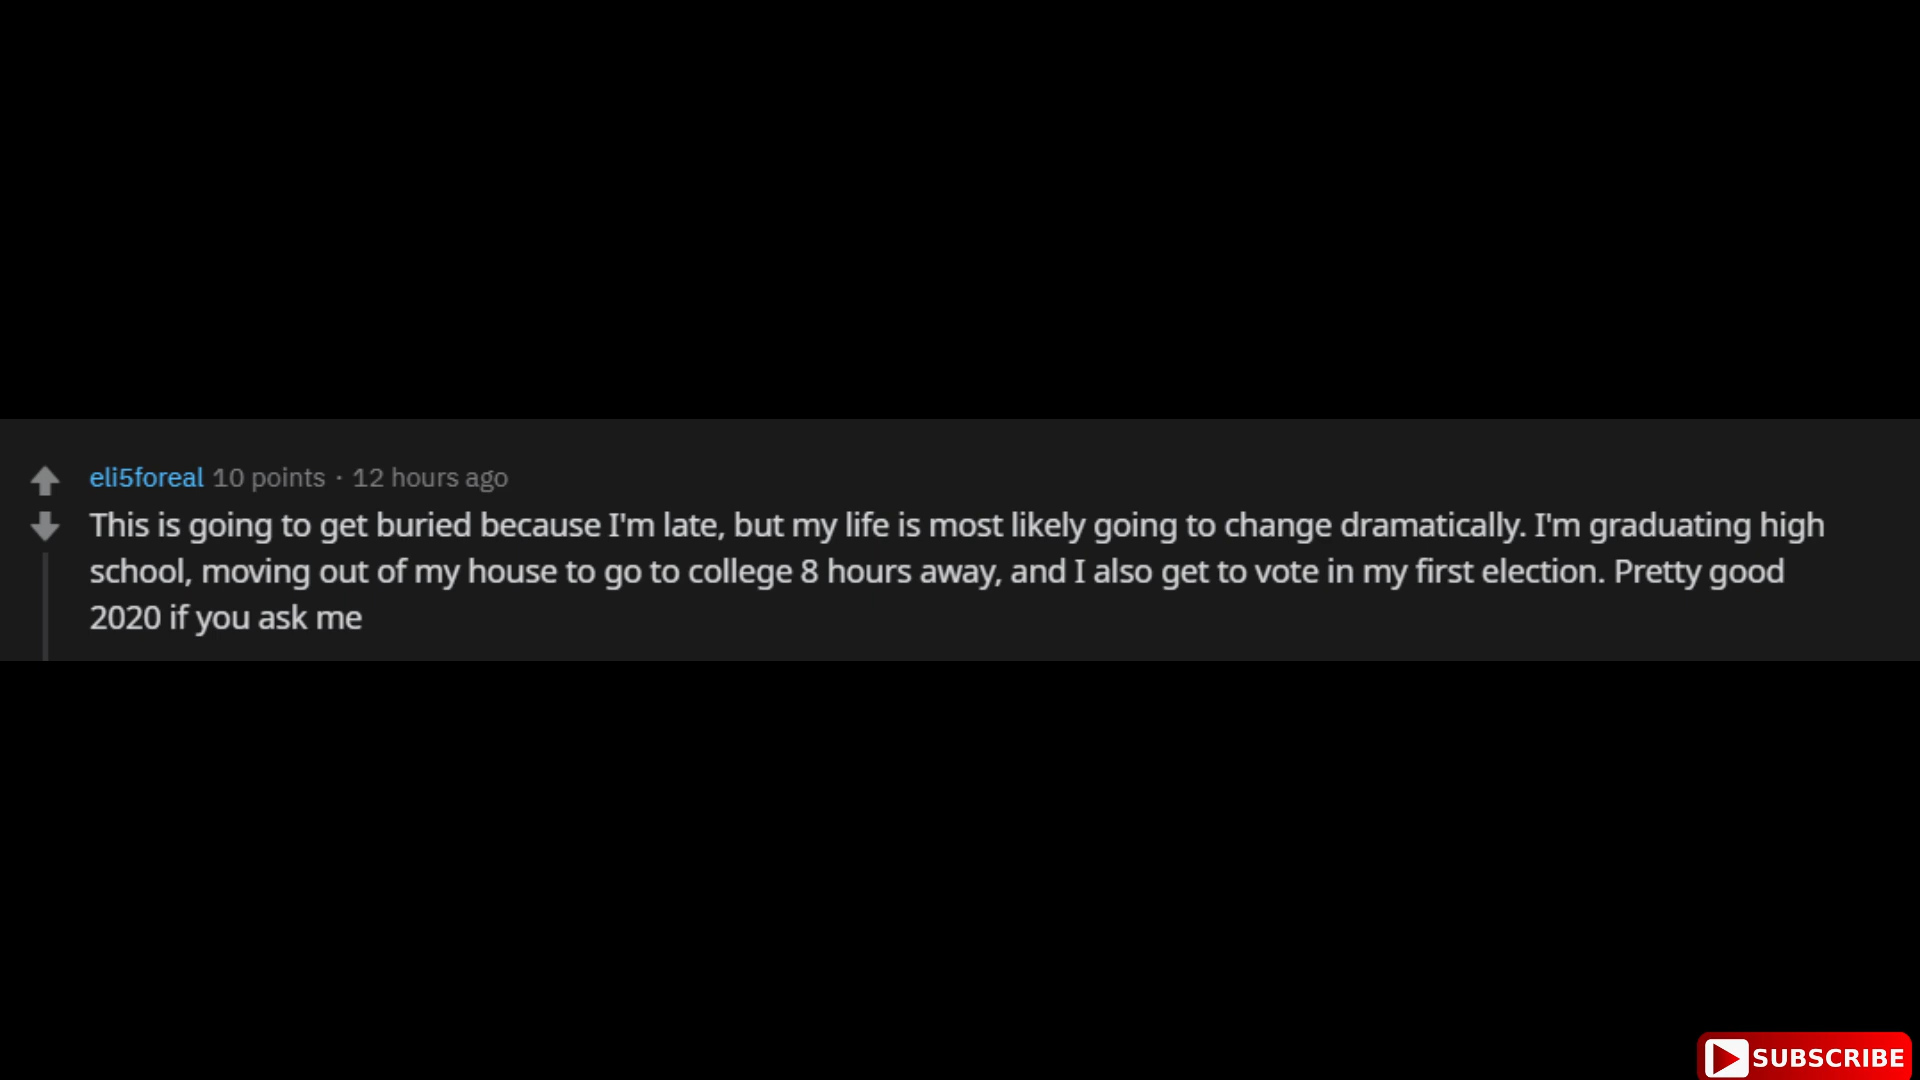 eli5foreal 10 points · 12 hours ago
This is going to get buried because I'm late, but my life is most likely going to change dramatically. I'm graduating high
school, moving out of my house to go to college 8 hours away, and I also get to vote in my first election. Pretty good
2020 if you ask me
SUBSCRIBE